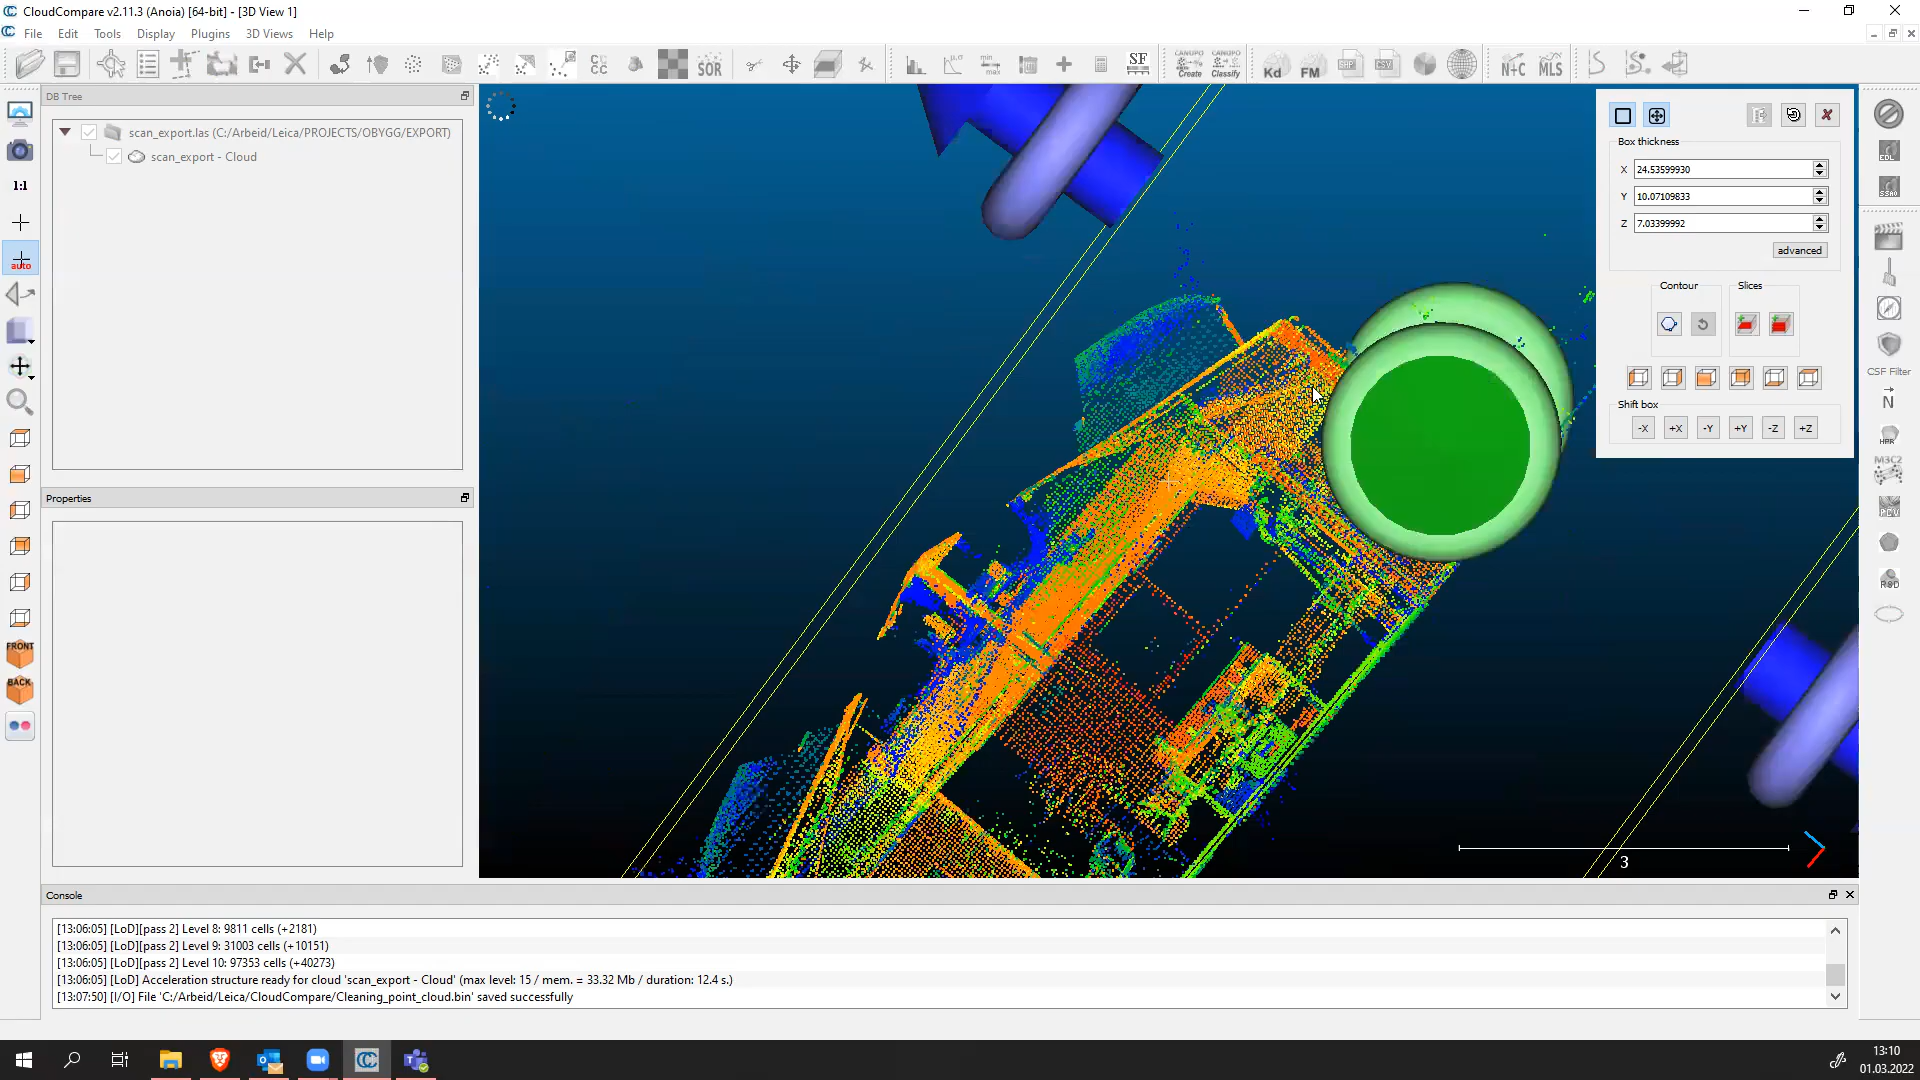 CloudCompare v2.11.3 (Anoia) [64-bit] - [3D View 1]
File Edit Tools Display Plugins 3D Views Help
SOR
SF
CANUPO Create
CANUPO Classify
Kd
FM
SHP
CSV
N+C
MLS
DB Tree
scan_export.las (C:/Arbeid/Leica/PROJECTS/OBYGG/EXPORT)
scan_export - Cloud
1:1
auto
FRONT
BACK
Properties
Box thickness
X 24.53599930
Y 10.07109833
Z 7.03399992
advanced
Contour Slices
Shift box
-X +X -Y +Y -Z +Z
EDL
SSAO
CSF Filter
N
HPR
M3C2
PCV
RSD
3
Console
[13:06:05] [LoD][pass 2] Level 8: 9811 cells (+2181)
[13:06:05] [LoD][pass 2] Level 9: 31003 cells (+10151)
[13:06:05] [LoD][pass 2] Level 10: 97353 cells (+40273)
[13:06:05] [LoD] Acceleration structure ready for cloud 'scan_export - Cloud' (max level: 15 / mem. = 33.32 Mb / duration: 12.4 s.)
[13:07:50] [I/O] File 'C:/Arbeid/Leica/CloudCompare/Cleaning_point_cloud.bin' saved successfully
13:10
01.03.2022